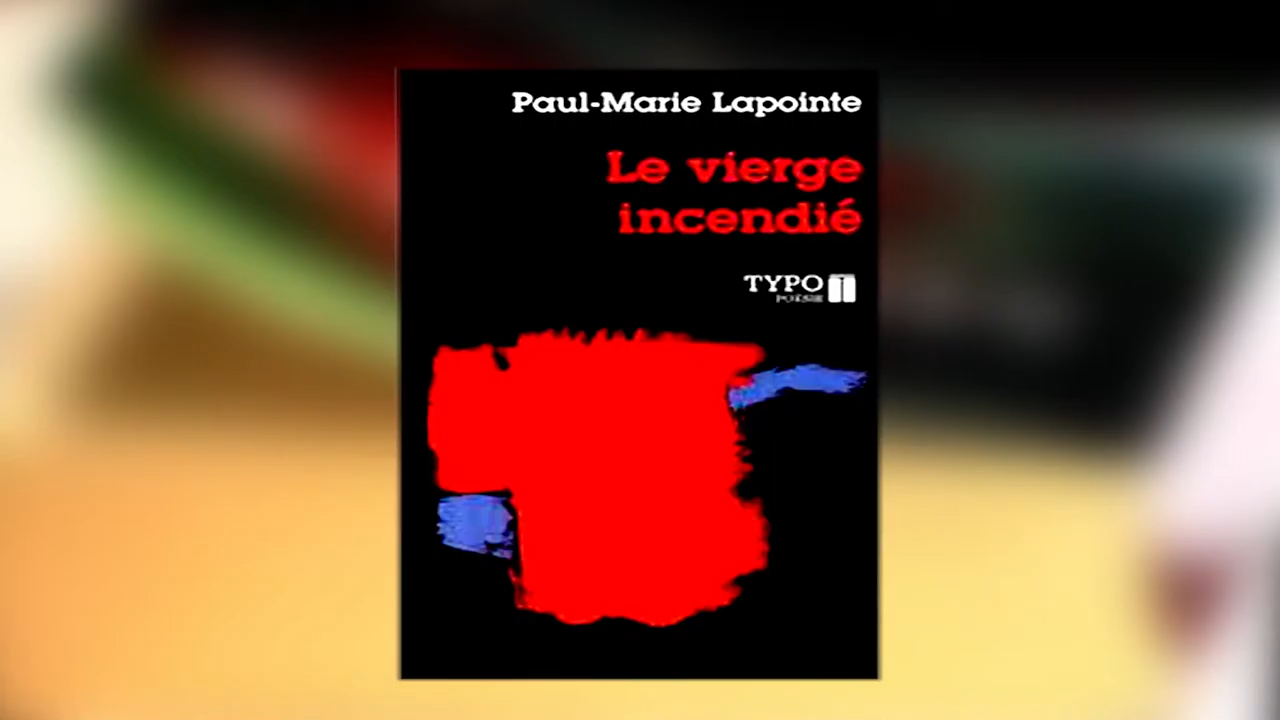 Paul-Marie Lapointe
Le vierge
incendié
TYPO
POÉSIE